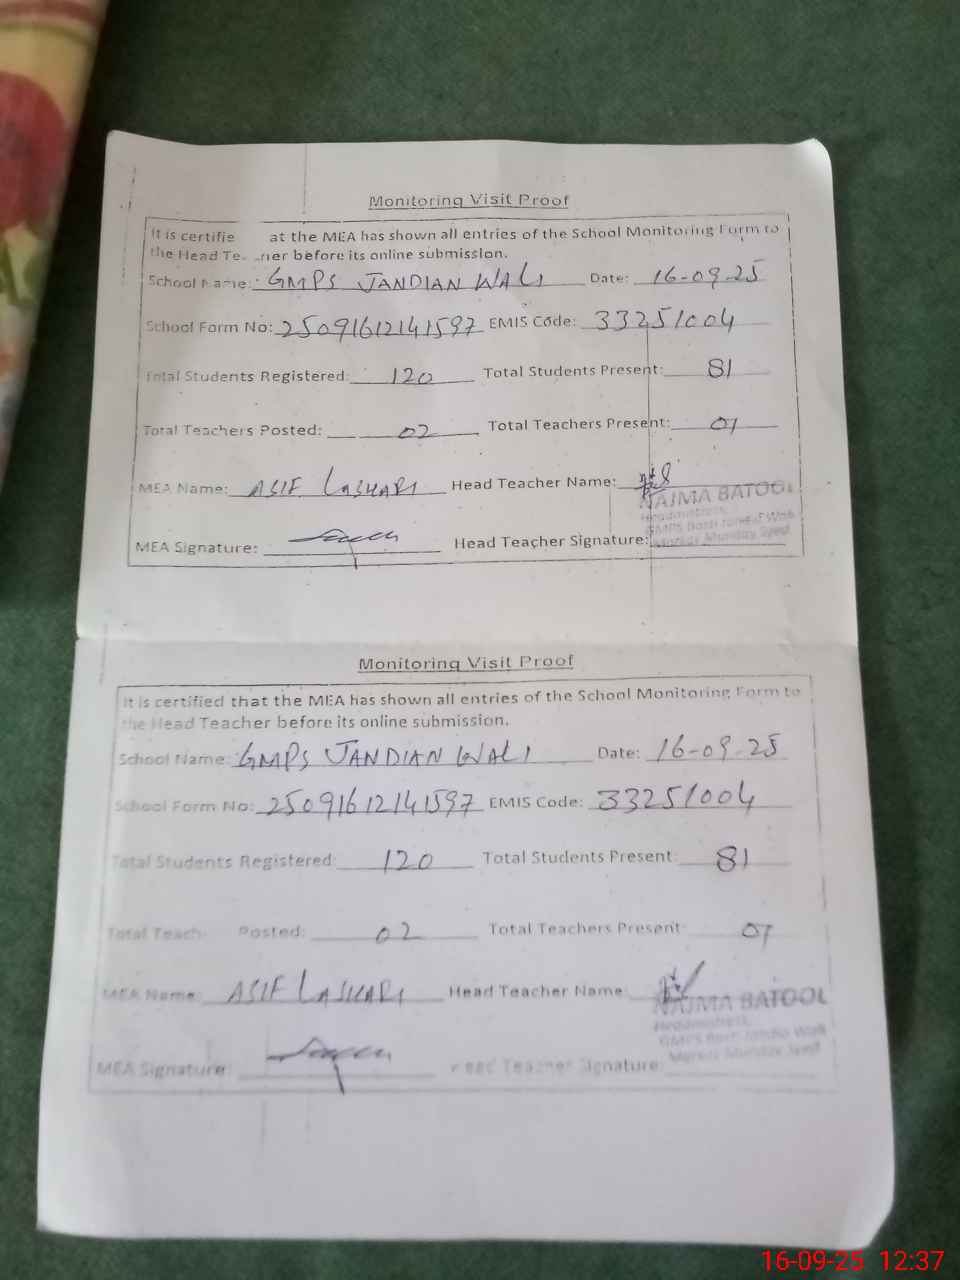 Monitoring Visit Proof
It is certifie at the MEA has shown all entries of the School Monitoring Form to
the Head Te ner before its online submission.
School Name: GMPS JANDIAN WALI Date: 16-09-25
School Form No: 25091612141597 EMIS Code: 33251004
Total Students Registered: 120 Total Students Present: 81
Total Teachers Posted: 02 Total Teachers Present: 01
MEA Name: ASIF LASHARI Head Teacher Name:
NAJMA BATOOL
Headmistress
MEA Signature: Head Teacher Signature:
Monitoring Visit Proof
It is certified that the MEA has shown all entries of the School Monitoring Form to
the Head Teacher before its online submission.
School Name: GMPS JANDIAN WALI Date: 16-09-25
School Form No: 25091612141597 EMIS Code: 33251004
Total Students Registered: 120 Total Students Present: 81
Total Teach Posted: 02 Total Teachers Present: 01
MEA Name: ASIF LASHARI Head Teacher Name
NAJMA BATOOL
Headmistress
MEA Signature: Head Teacher Signature:
16-09-25 12:37